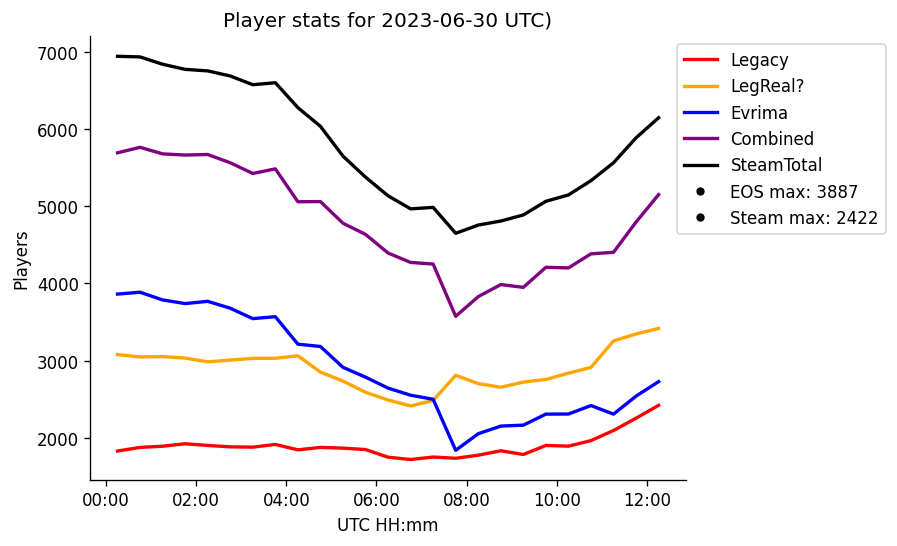 Player stats for 2023-06-30 UTC)
7000
6000
5000
4000
3000
2000
Players
00:00 02:00 04:00 06:00 08:00 10:00 12:00
UTC HH:mm
Legacy
LegReal?
Evrima
Combined
SteamTotal
EOS max: 3887
Steam max: 2422